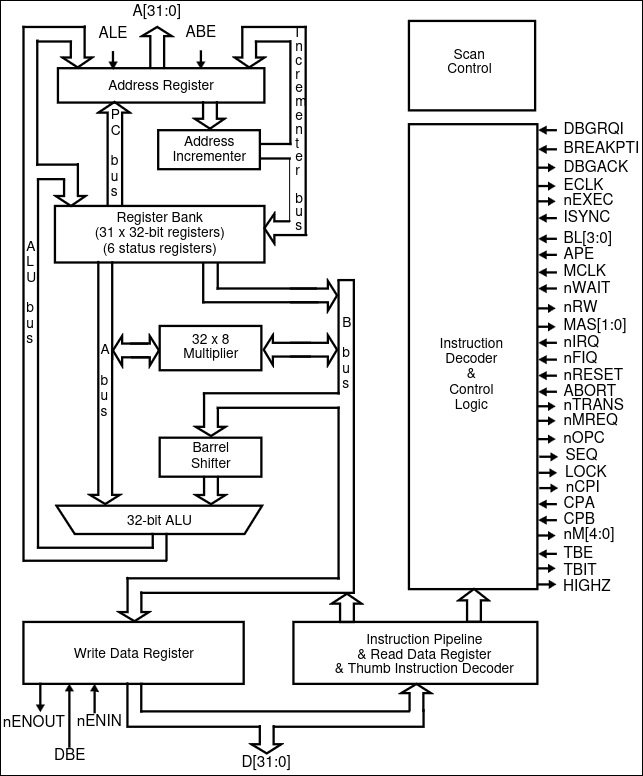 A[31:0]
ALE
ABE
Address Register
PC bus
Incrementer bus
Address
Incrementer
Register Bank
(31 x 32-bit registers)
(6 status registers)
ALU bus
A bus
32 x 8
Multiplier
B bus
Barrel
Shifter
32-bit ALU
Write Data Register
Instruction Pipeline
& Read Data Register
& Thumb Instruction Decoder
nENOUT
nENIN
DBE
D[31:0]
Scan
Control
Instruction
Decoder
&
Control
Logic
DBGRQI
BREAKPTI
DBGACK
ECLK
nEXEC
ISYNC
BL[3:0]
APE
MCLK
nWAIT
nRW
MAS[1:0]
nIRQ
nFIQ
nRESET
ABORT
nTRANS
nMREQ
nOPC
SEQ
LOCK
nCPI
CPA
CPB
nM[4:0]
TBE
TBIT
HIGHZ